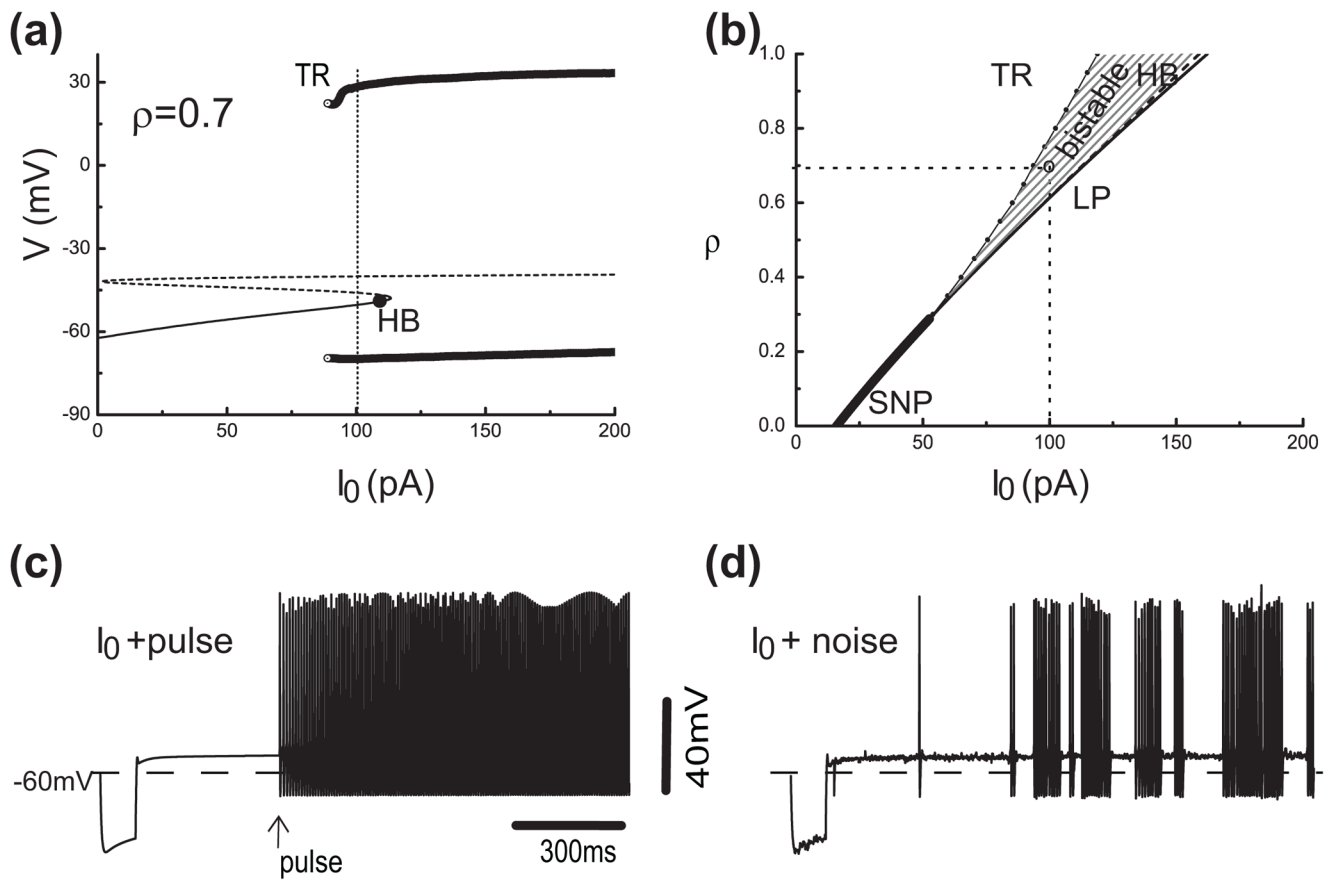 (a)
30
0
-30
-60
-90
V (mV)
TR
ρ=0.7
HB
0
50
100
150
200
I0 (pA)
(b)
1.0
0.8
0.6
0.4
0.2
0.0
ρ
TR
bistable
HB
LP
SNP
0
50
100
150
200
I0 (pA)
(c)
I0 +pulse
-60mV
pulse
40mV
300ms
(d)
I0 + noise